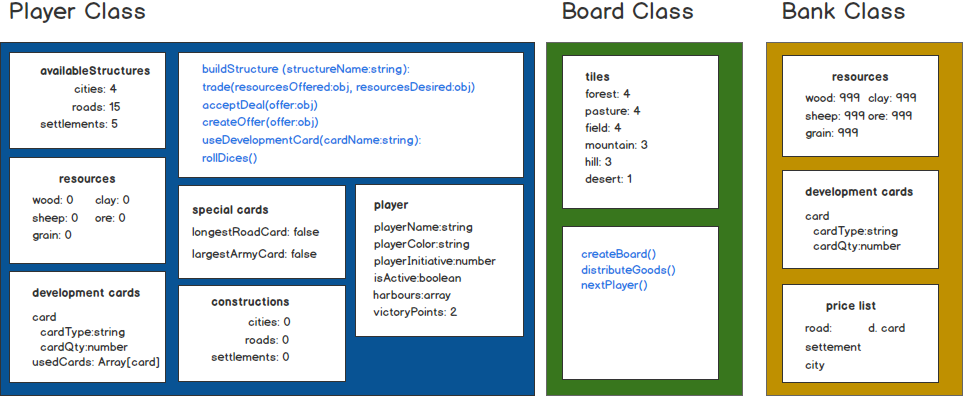 Player Class
availableStructures
cities: 4
roads: 15
settlements: 5
resources
wood: 0 clay: 0
sheep: 0 ore: 0
grain: 0
development cards
card
cardType:string
cardQty:number
usedCards: Array[card]
buildStructure (structureName:string):
trade(resourcesOffered:obj, resourcesDesired:obj)
acceptDeal(offer:obj)
createOffer(offer:obj)
useDevelopmentCard(cardName:string):
rollDices()
special cards
longestRoadCard: false
largestArmyCard: false
constructions
cities: 0
roads: 0
settlements: 0
player
playerName:string
playerColor:string
playerInitiative:number
isActive:boolean
harbours:array
victoryPoints: 2
Board Class
tiles
forest: 4
pasture: 4
field: 4
mountain: 3
hill: 3
desert: 1
createBoard()
distributeGoods()
nextPlayer()
Bank Class
resources
wood: 999 clay: 999
sheep: 999 ore: 999
grain: 999
development cards
card
cardType:string
cardQty:number
price list
road: d. card
settement
city